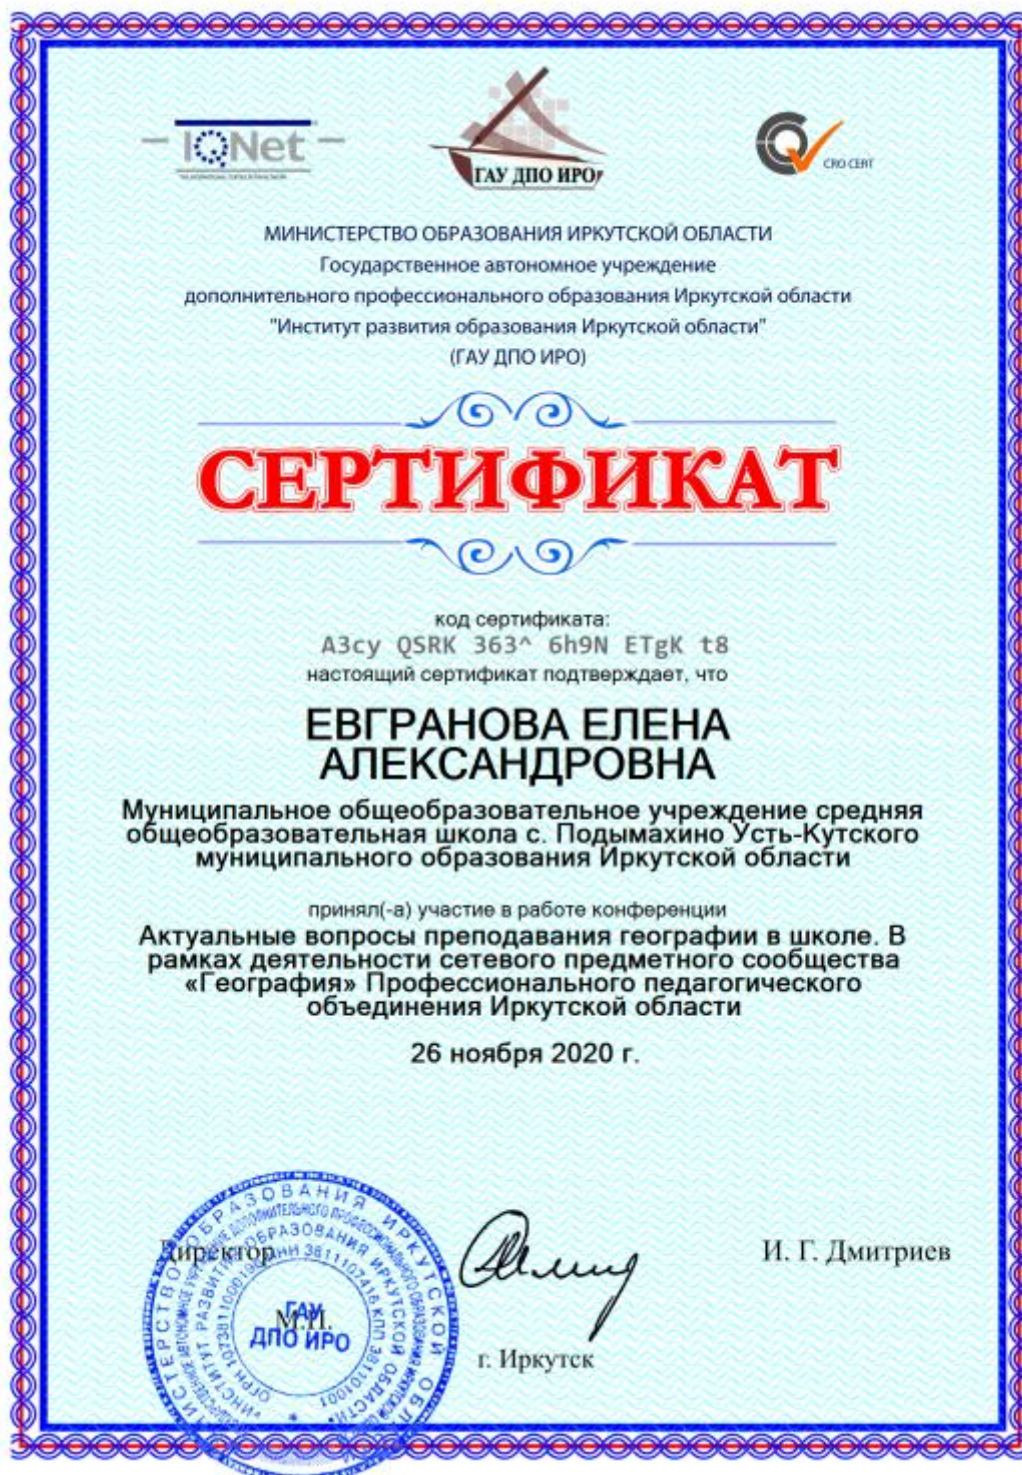 IQNet
ГАУ ДПО ИРО
CRO CERT
МИНИСТЕРСТВО ОБРАЗОВАНИЯ ИРКУТСКОЙ ОБЛАСТИ
Государственное автономное учреждение
дополнительного профессионального образования Иркутской области
"Институт развития образования Иркутской области"
(ГАУ ДПО ИРО)
СЕРТИФИКАТ
код сертификата:
A3cy QSRK 363^ 6h9N ETgK t8
настоящий сертификат подтверждает, что
ЕВГРАНОВА ЕЛЕНА
АЛЕКСАНДРОВНА
Муниципальное общеобразовательное учреждение средняя
общеобразовательная школа с. Подымахино Усть-Кутского
муниципального образования Иркутской области
принял(-а) участие в работе конференции
Актуальные вопросы преподавания географии в школе. В
рамках деятельности сетевого предметного сообщества
«География» Профессионального педагогического
объединения Иркутской области
26 ноября 2020 г.
Директор
И. Г. Дмитриев
М.П.
ГАУ
ДПО ИРО
г. Иркутск